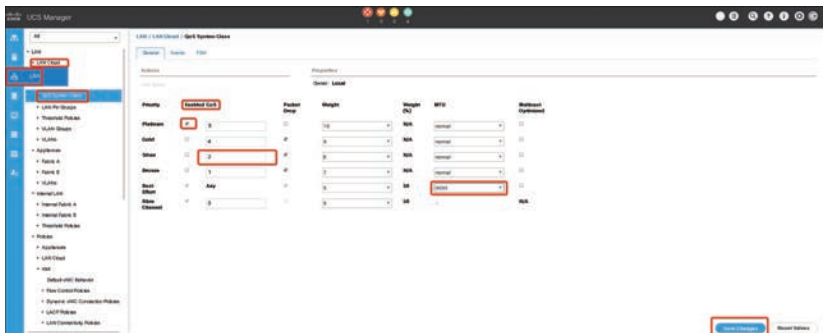 UCS Manager
All
LAN / LAN Cloud / QoS System Class
LAN
LAN Cloud
LAN
QoS System Class
LAN Pin Groups
Threshold Policies
VLAN Groups
VLANs
Appliances
Fabric A
Fabric B
VLANs
Internal LAN
Internal Fabric A
Internal Fabric B
Threshold Policies
Policies
Appliances
LAN Cloud
root
Default vNIC Behavior
Flow Control Policies
Dynamic vNIC Connection Policies
LACP Policies
LAN Connectivity Policies
General Events FSM
Actions Properties
Owner : Local
Priority Enabled CoS Packet Drop Weight Weight (%) MTU Multicast Optimized
Platinum 5 10 N/A normal
Gold 4 9 N/A normal
Silver 2 8 N/A normal
Bronze 1 7 N/A normal
Best Effort Any 5 50
Fibre Channel 3 5 50 N/A
Save Changes Reset Values